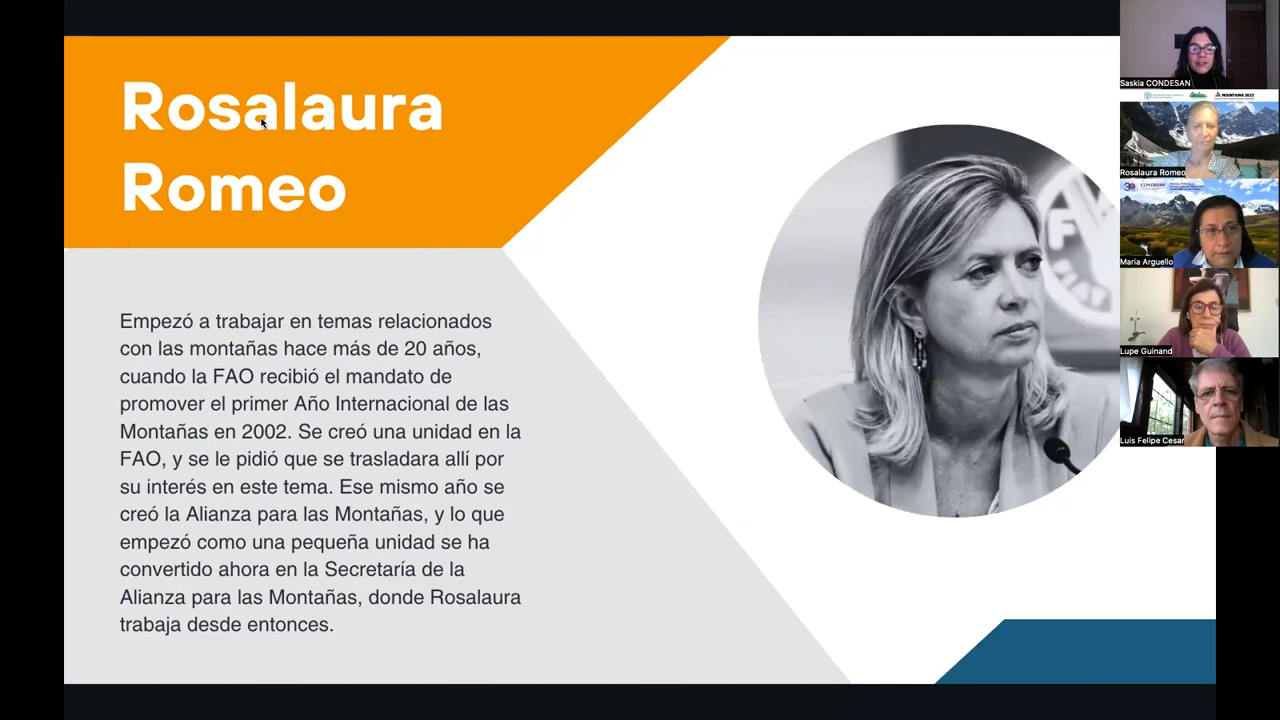 Rosalaura
Romeo
Empezó a trabajar en temas relacionados
con las montañas hace más de 20 años,
cuando la FAO recibió el mandato de
promover el primer Año Internacional de las
Montañas en 2002. Se creó una unidad en la
FAO, y se le pidió que se trasladara allí por
su interés en este tema. Ese mismo año se
creó la Alianza para las Montañas, y lo que
empezó como una pequeña unidad se ha
convertido ahora en la Secretaría de la
Alianza para las Montañas, donde Rosalaura
trabaja desde entonces.
Saskia CONDESAN
MOUNTAINS 2022
Rosalaura Romeo
CONDESAN
Maria Arguello
Lupe Guinand
Luis Felipe Cesar